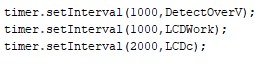 timer.setInterval(1000,DetectOverV);
timer.setInterval(1000,LCDWork);
timer.setInterval(2000,LCDc);